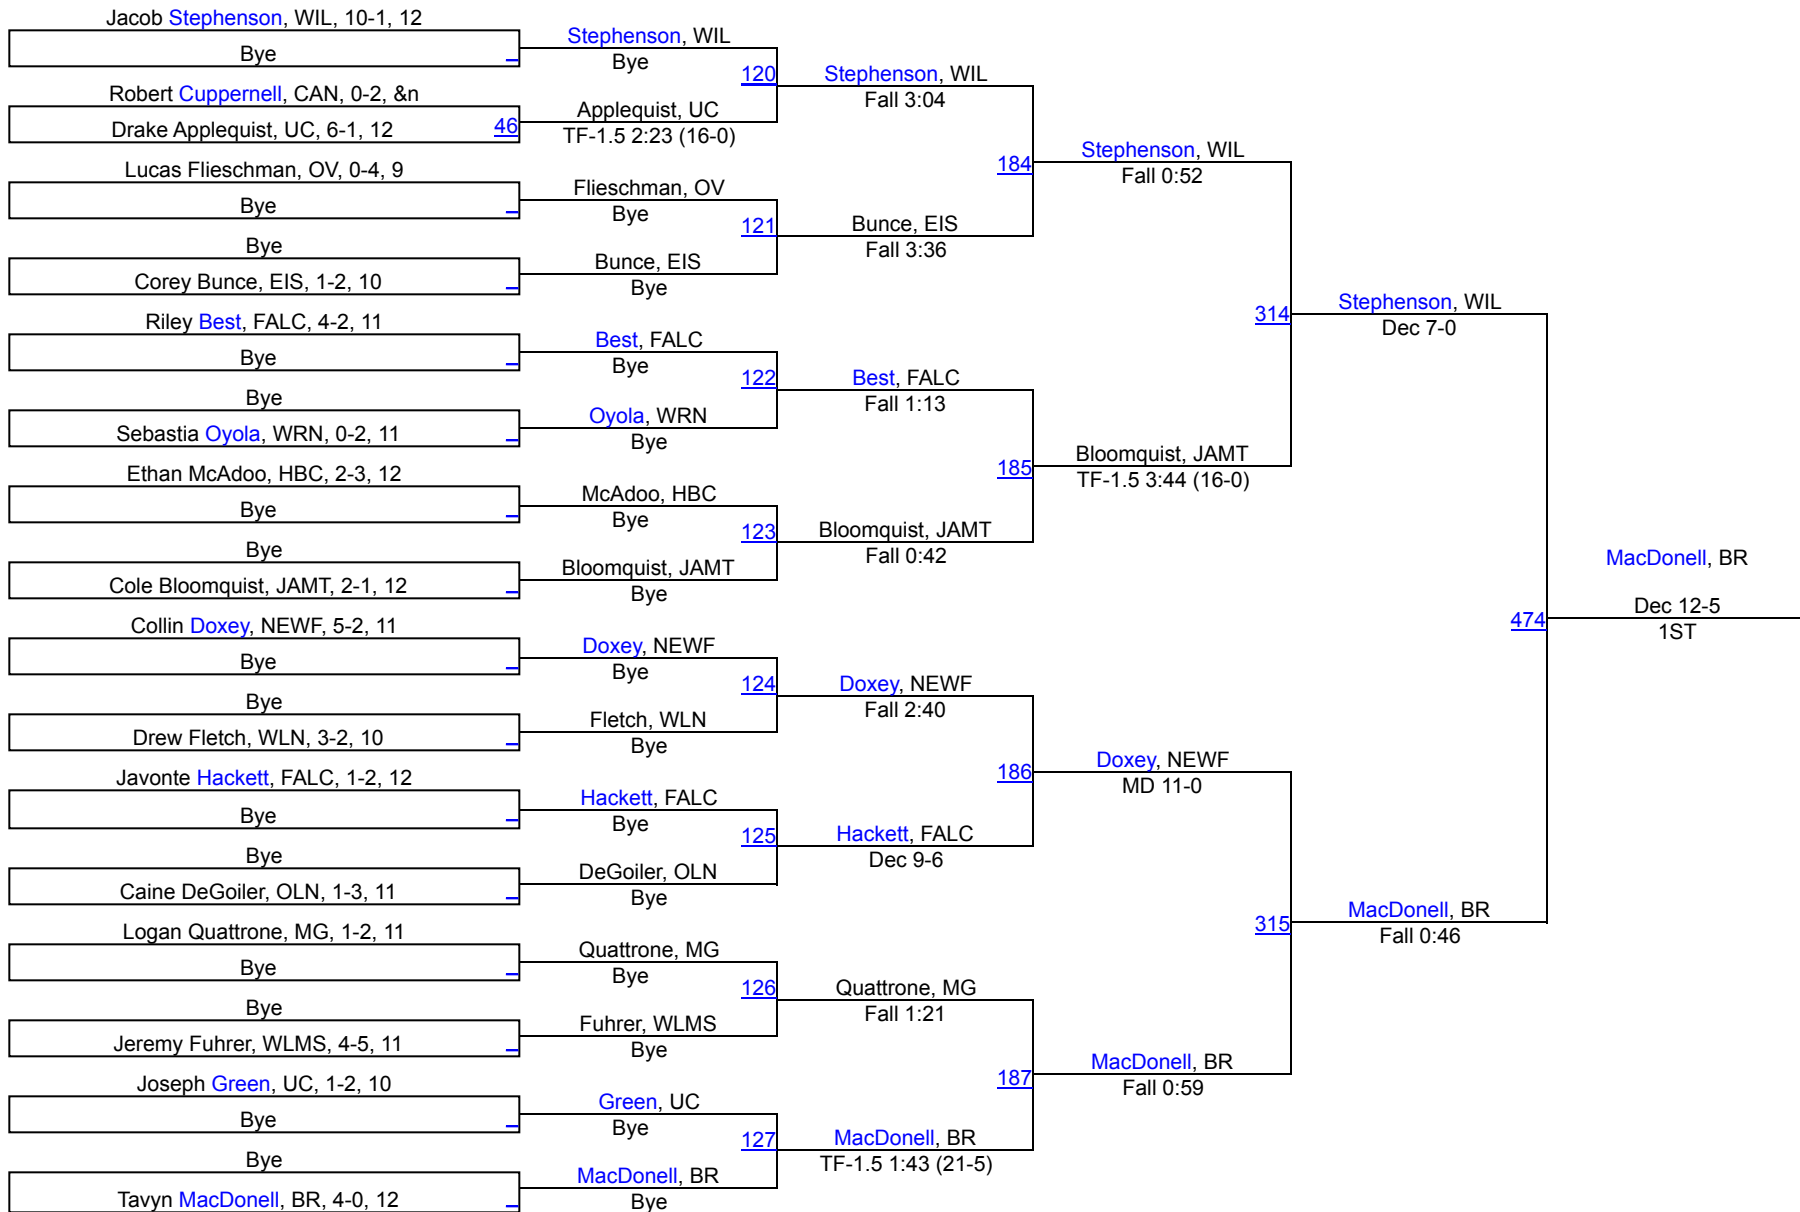 Jacob Stephenson, WIL, 10-1, 12
Bye
Robert Cuppernell, CAN, 0-2, &n
Drake Applequist, UC, 6-1, 12
46
Lucas Flieschman, OV, 0-4, 9
Bye
Bye
Corey Bunce, EIS, 1-2, 10
Riley Best, FALC, 4-2, 11
Bye
Bye
Sebastia Oyola, WRN, 0-2, 11
Ethan McAdoo, HBC, 2-3, 12
Bye
Bye
Cole Bloomquist, JAMT, 2-1, 12
Collin Doxey, NEWF, 5-2, 11
Bye
Bye
Drew Fletch, WLN, 3-2, 10
Javonte Hackett, FALC, 1-2, 12
Bye
Bye
Caine DeGoiler, OLN, 1-3, 11
Logan Quattrone, MG, 1-2, 11
Bye
Bye
Jeremy Fuhrer, WLMS, 4-5, 11
Joseph Green, UC, 1-2, 10
Bye
Bye
Tavyn MacDonell, BR, 4-0, 12
Stephenson, WIL
Bye
120
Applequist, UC
TF-1.5 2:23 (16-0)
Flieschman, OV
Bye
121
Bunce, EIS
Bye
Best, FALC
Bye
122
Oyola, WRN
Bye
McAdoo, HBC
Bye
123
Bloomquist, JAMT
Bye
Doxey, NEWF
Bye
124
Fletch, WLN
Bye
Hackett, FALC
Bye
125
DeGoiler, OLN
Bye
Quattrone, MG
Bye
126
Fuhrer, WLMS
Bye
Green, UC
Bye
127
MacDonell, BR
Bye
Stephenson, WIL
Fall 3:04
184
Bunce, EIS
Fall 3:36
Best, FALC
Fall 1:13
185
Bloomquist, JAMT
Fall 0:42
Doxey, NEWF
Fall 2:40
186
Hackett, FALC
Dec 9-6
Quattrone, MG
Fall 1:21
187
MacDonell, BR
TF-1.5 1:43 (21-5)
Stephenson, WIL
Fall 0:52
314
Bloomquist, JAMT
TF-1.5 3:44 (16-0)
Doxey, NEWF
MD 11-0
315
MacDonell, BR
Fall 0:59
Stephenson, WIL
Dec 7-0
474
MacDonell, BR
Fall 0:46
MacDonell, BR
Dec 12-5
1ST